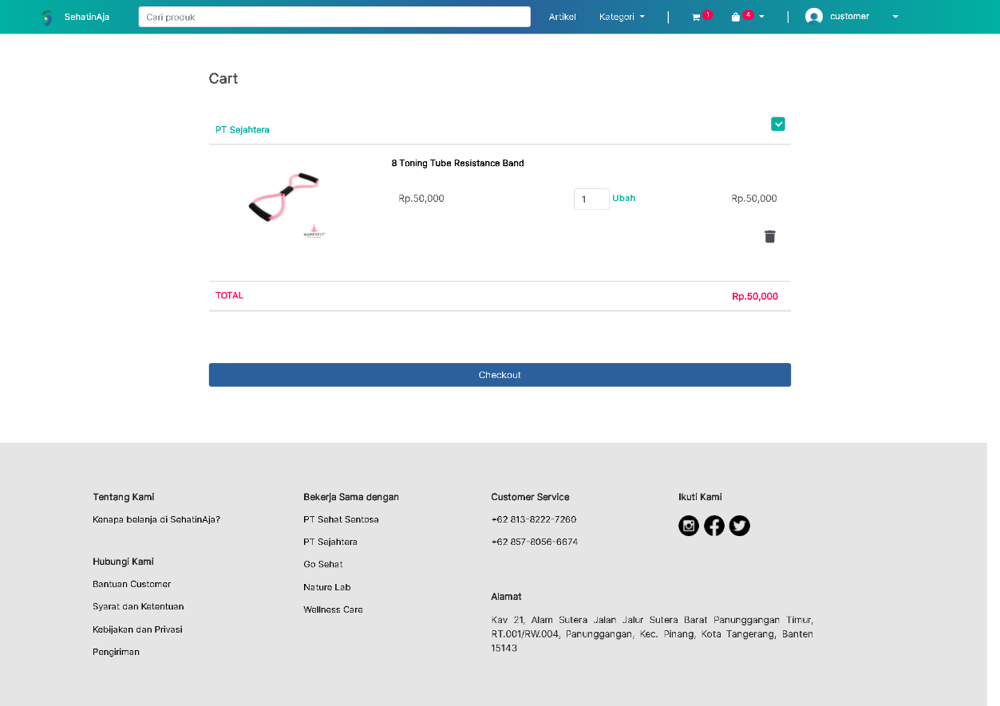 SehatinAja
Cari produk
Artikel
Kategori
1
4
customer
Cart
PT Sejahtera
8 Toning Tube Resistance Band
Rp.50,000
1
Ubah
Rp.50,000
HAPPYFIT
TOTAL
Rp.50,000
Checkout
Tentang Kami
Kenapa belanja di SehatinAja?
Hubungi Kami
Bantuan Customer
Syarat dan Ketentuan
Kebijakan dan Privasi
Pengiriman
Bekerja Sama dengan
PT Sehat Sentosa
PT Sejahtera
Go Sehat
Nature Lab
Wellness Care
Customer Service
+62 813-8222-7260
+62 857-8056-6674
Alamat
Kav 21, Alam Sutera Jalan Jalur Sutera Barat Panunggangan Timur,
RT.001/RW.004, Panunggangan, Kec. Pinang, Kota Tangerang, Banten
15143
Ikuti Kami